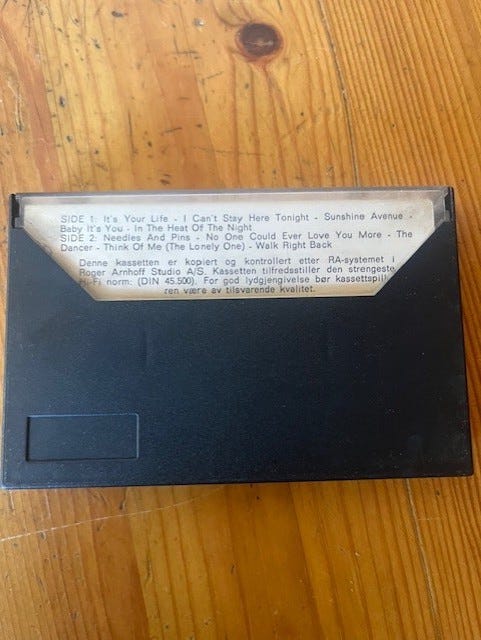 SIDE 1: It's Your Life - I Can't Stay Here Tonight - Sunshine Avenue -
Baby It's You - In The Heat Of The Night
SIDE 2: Needles And Pins - No One Could Ever Love You More - The
Dancer - Think Of Me (The Lonely One) - Walk Right Back
Denne kassetten er kopiert og kontrollert etter RA-systemet i
Roger Arnhoff Studio A/S. Kassetten tilfredsstiller den strengeste
Hi-Fi norm: (DIN 45.500). For god lydgjengivelse bør kassettspill
ren være av tilsvarende kvalitet.